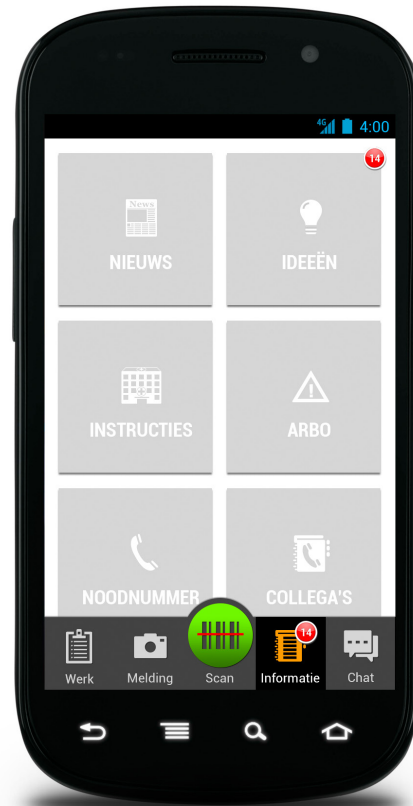 4G 4:00
14
News
NIEUWS
IDEEËN
INSTRUCTIES
ARBO
NOODNUMMER
COLLEGA'S
14
Werk
Melding
Scan
Informatie
Chat